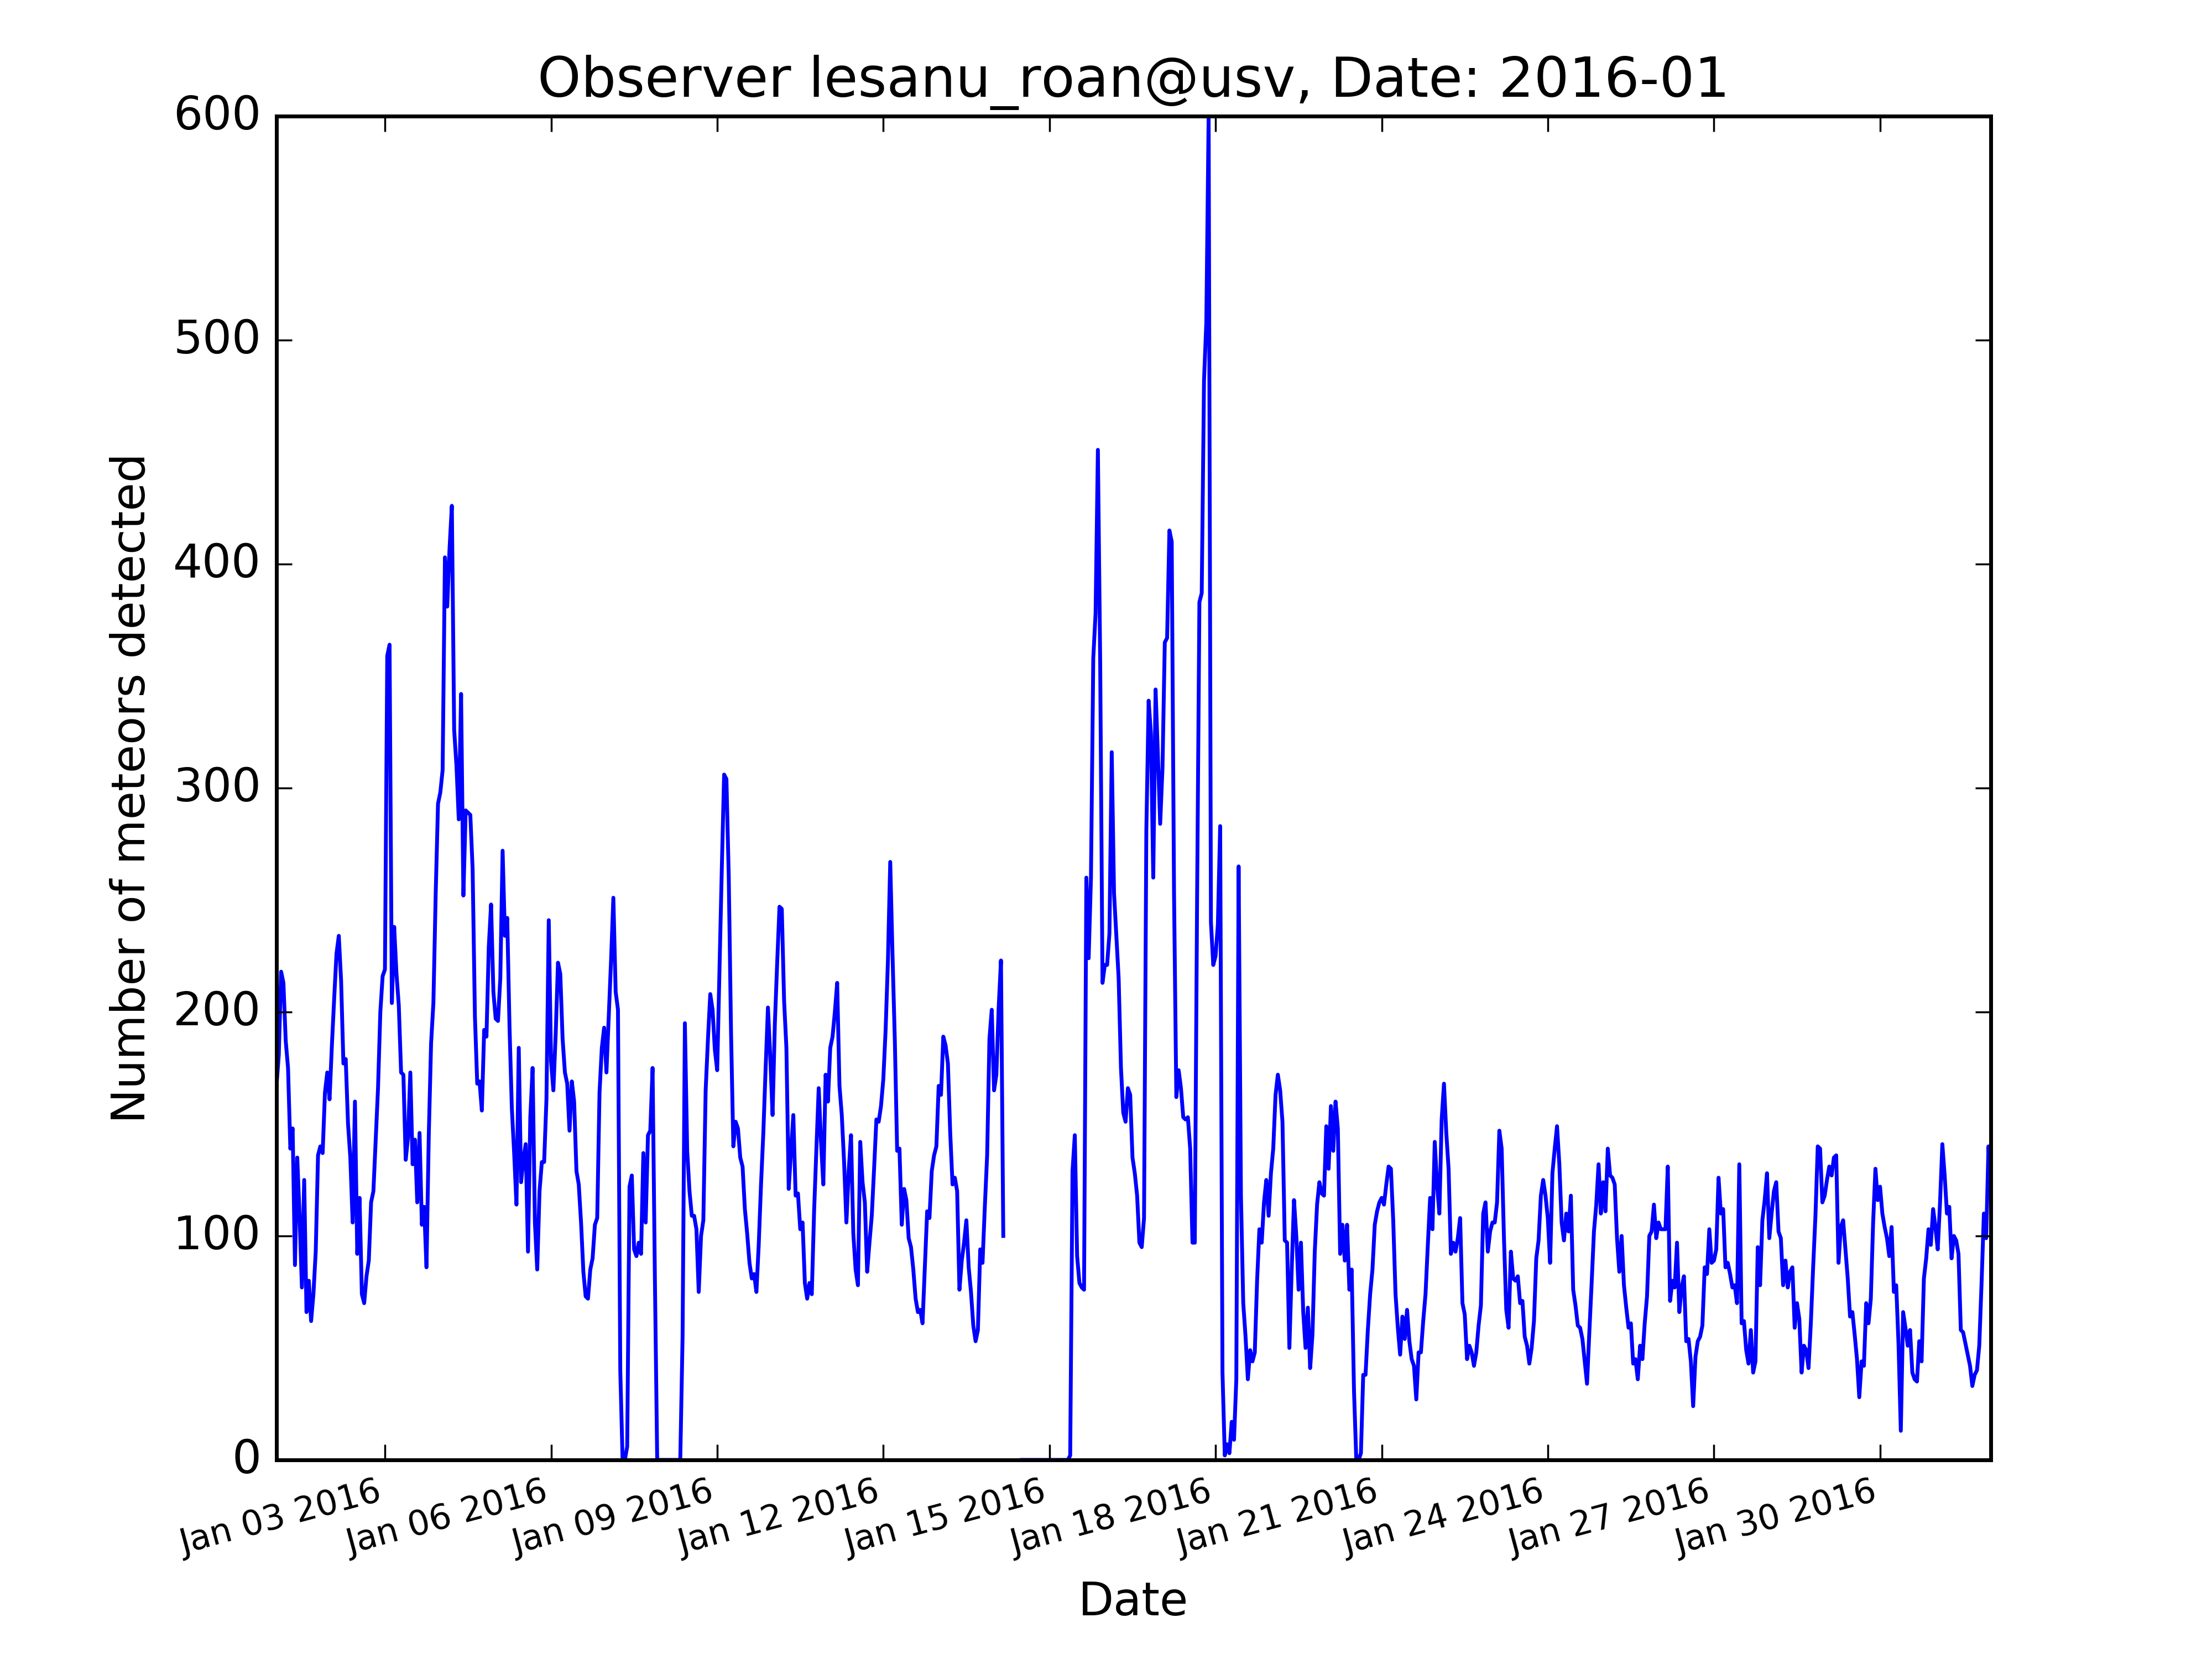 Observer lesanu_roan@usv, Date: 2016-01
600
500
400
300
200
100
0
Number of meteors detected
Jan 03 2016
Jan 06 2016
Jan 09 2016
Jan 12 2016
Jan 15 2016
Jan 18 2016
Jan 21 2016
Jan 24 2016
Jan 27 2016
Jan 30 2016
Date